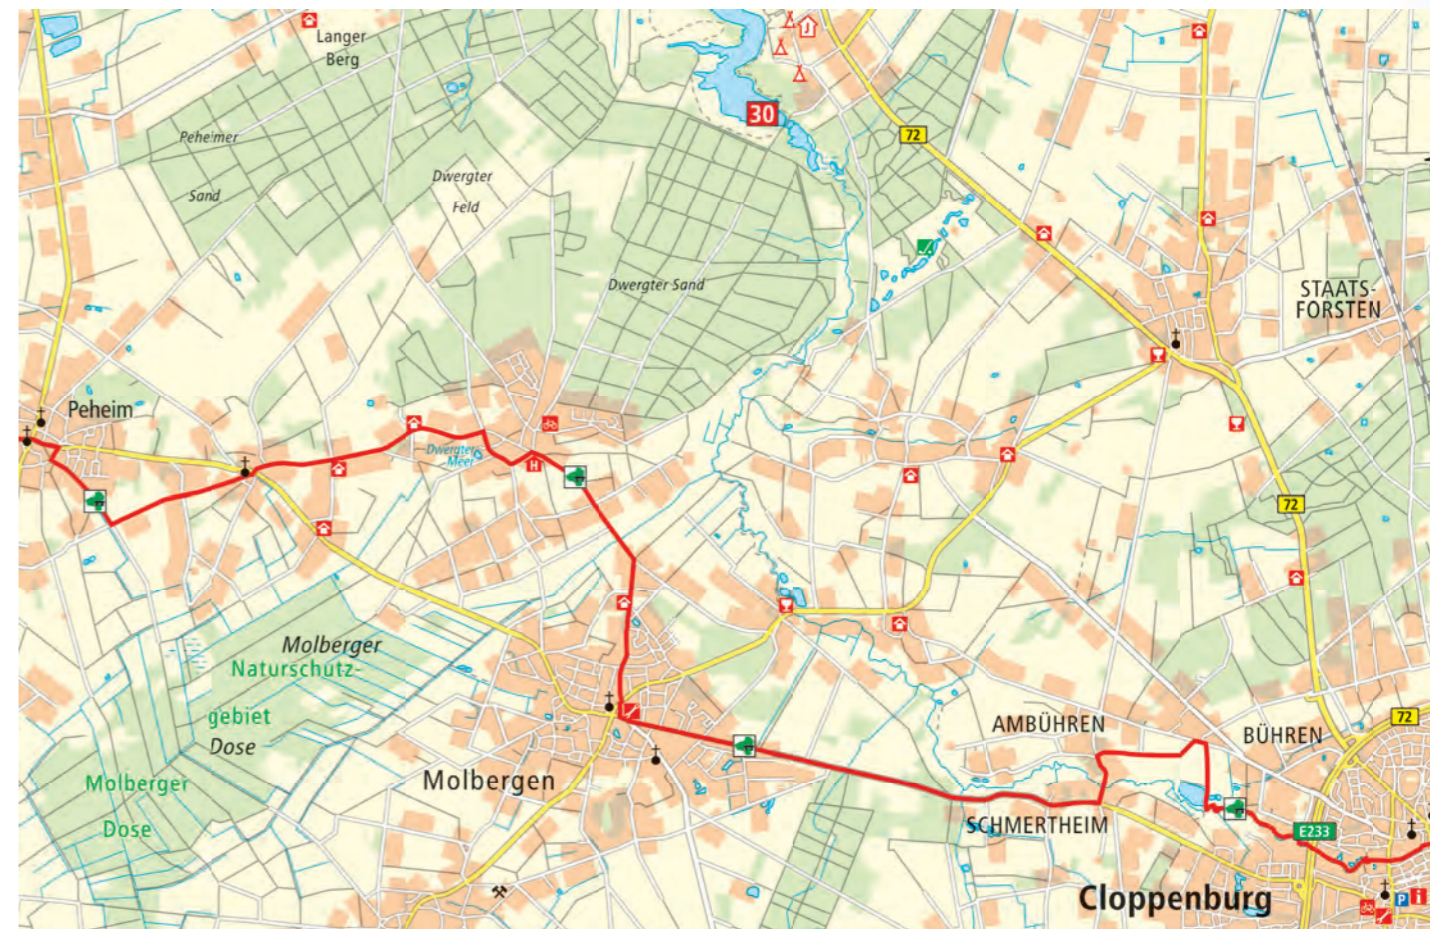 Langer
Berg
30
72
Peheimer
Sand
Dwergter
Feld
Dwergter Sand
STAATS-
FORSTEN
Peheim
Dwergter
Meer
H
72
Molberger
Naturschutz-
gebiet
Dose
Molberger
Dose
Molbergen
AMBÜHREN
BÜHREN
72
SCHMERTHEIM
E233
Cloppenburg
P
i